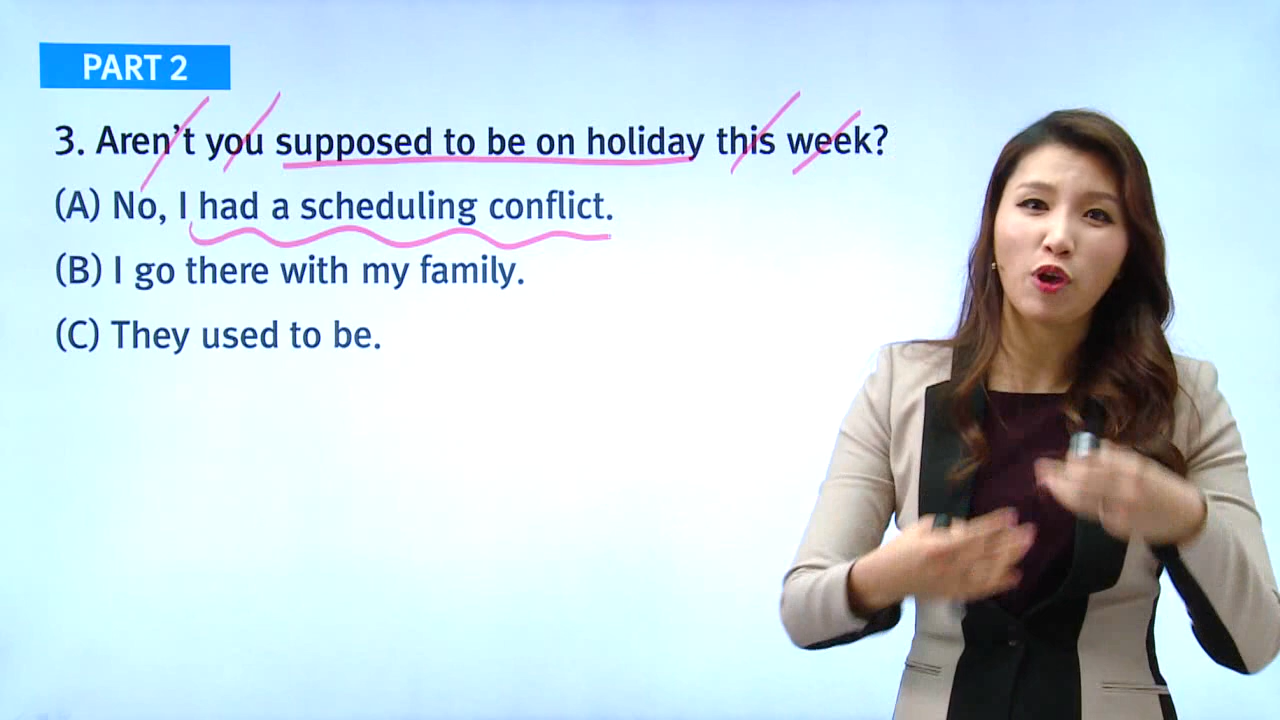 PART 2
3. Aren't you supposed to be on holiday this week?
(A) No, I had a scheduling conflict.
(B) I go there with my family.
(C) They used to be.